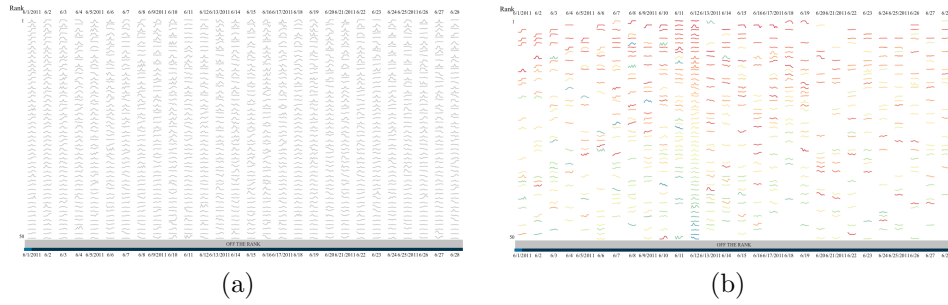 Rank
6/1/2011 6/2 6/3 6/4 6/5/2011 6/6 6/7 6/8 6/9/2011 6/10 6/11 6/12 6/13/2011 6/14 6/15 6/16 6/17/2011 6/18 6/19 6/20 6/21/2011 6/22 6/23 6/24 6/25/2011 6/26 6/27 6/28
1
50
OFF THE RANK
6/1/2011 6/2 6/3 6/4 6/5/2011 6/6 6/7 6/8 6/9/2011 6/10 6/11 6/12 6/13/2011 6/14 6/15 6/16 6/17/2011 6/18 6/19 6/20 6/21/2011 6/22 6/23 6/24 6/25/2011 6/26 6/27 6/28
(a)
Rank
6/1/2011 6/2 6/3 6/4 6/5/2011 6/6 6/7 6/8 6/9/2011 6/10 6/11 6/12 6/13/2011 6/14 6/15 6/16 6/17/2011 6/18 6/19 6/20 6/21/2011 6/22 6/23 6/24 6/25/2011 6/26 6/27
1
50
OFF THE RANK
6/1/2011 6/2 6/3 6/4 6/5/2011 6/6 6/7 6/8 6/9/2011 6/10 6/11 6/12 6/13/2011 6/14 6/15 6/16 6/17/2011 6/18 6/19 6/20 6/21/2011 6/22 6/23 6/24 6/25/2011 6/26 6/27
(b)